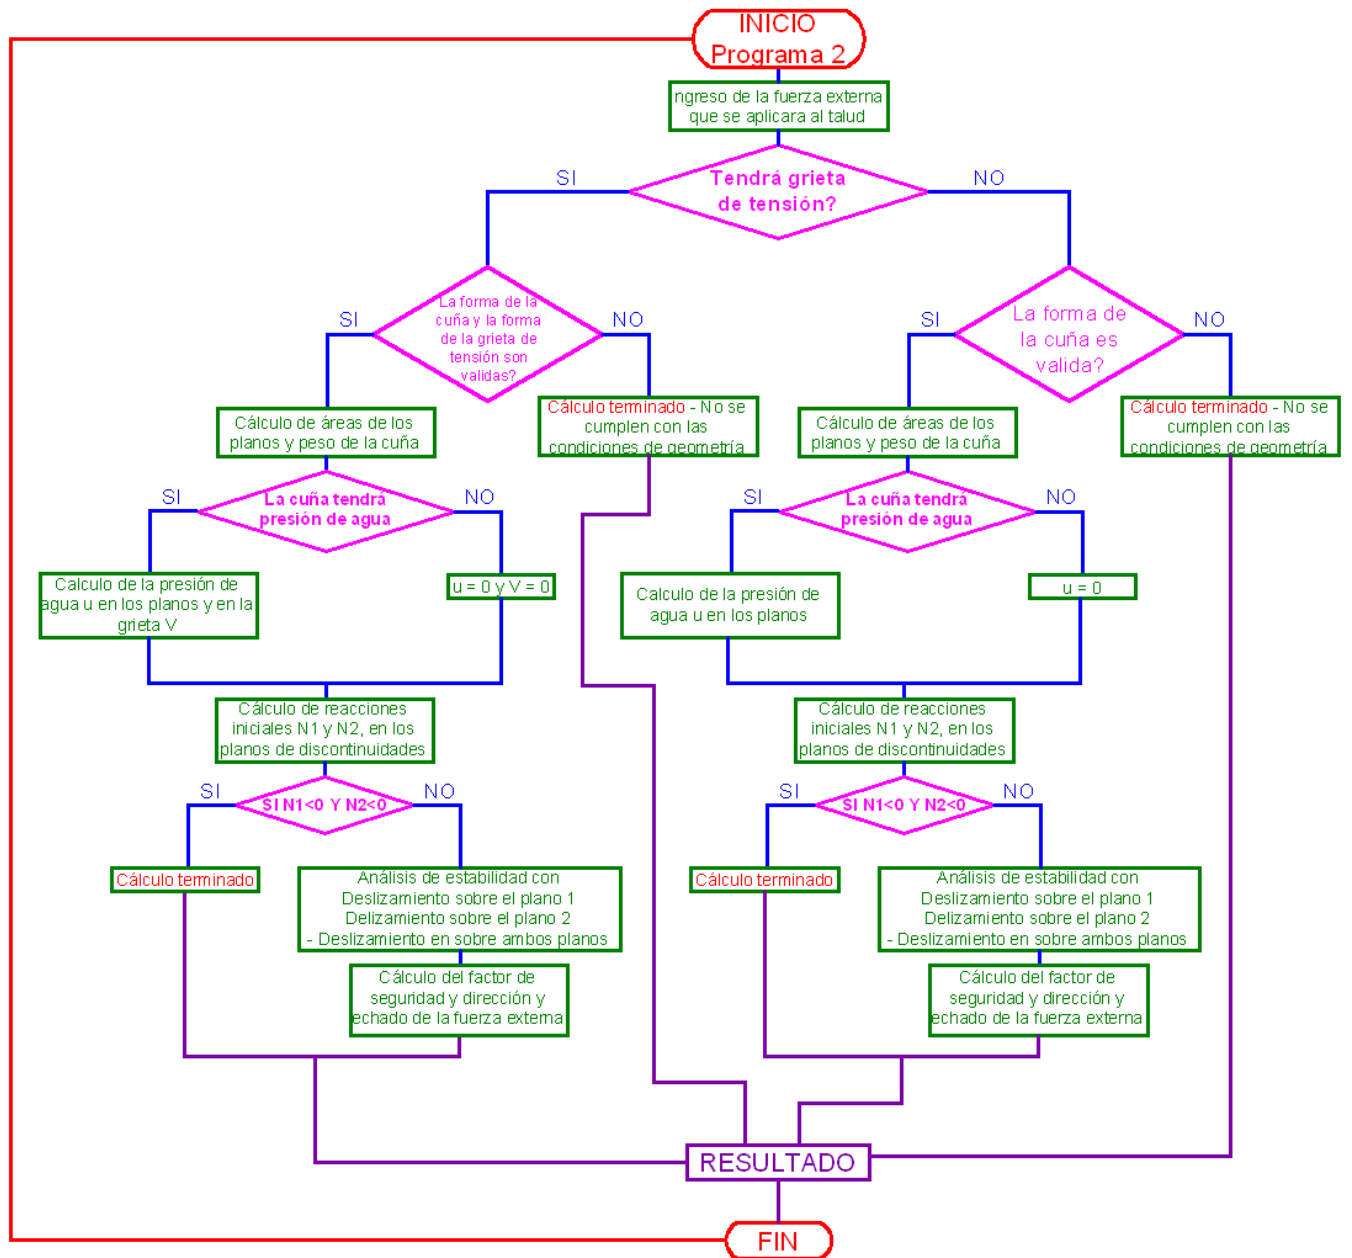 INICIO
Programa 2
ngreso de la fuerza externa
que se aplicara al talud
SI
Tendrá grieta
de tensión?
NO
La forma de la
cuña y la forma
de la grieta de
tensión son
validas?
SI
NO
La forma de
la cuña es
valida?
SI
NO
Cálculo de áreas de los
planos y peso de la cuña
Cálculo terminado - No se
cumplen con las
condiciones de geometría
Cálculo de áreas de los
planos y peso de la cuña
Cálculo terminado - No se
cumplen con las
condiciones de geometría
SI
La cuña tendrá
presión de agua
NO
SI
La cuña tendrá
presión de agua
NO
Calculo de la presión de
agua u en los planos y en la
grieta V
u = 0 y V = 0
Calculo de la presión de
agua u en los planos
u = 0
Cálculo de reacciones
iniciales N1 y N2, en los
planos de discontinuidades
Cálculo de reacciones
iniciales N1 y N2, en los
planos de discontinuidades
SI
SI N1<0 Y N2<0
NO
SI
SI N1<0 Y N2<0
NO
Cálculo terminado
Análisis de estabilidad con
Deslizamiento sobre el plano 1
Delizamiento sobre el plano 2
- Deslizamiento en sobre ambos planos
Cálculo terminado
Análisis de estabilidad con
Deslizamiento sobre el plano 1
Delizamiento sobre el plano 2
- Deslizamiento en sobre ambos planos
Cálculo del factor de
seguridad y dirección y
echado de la fuerza externa
Cálculo del factor de
seguridad y dirección y
echado de la fuerza externa
RESULTADO
FIN